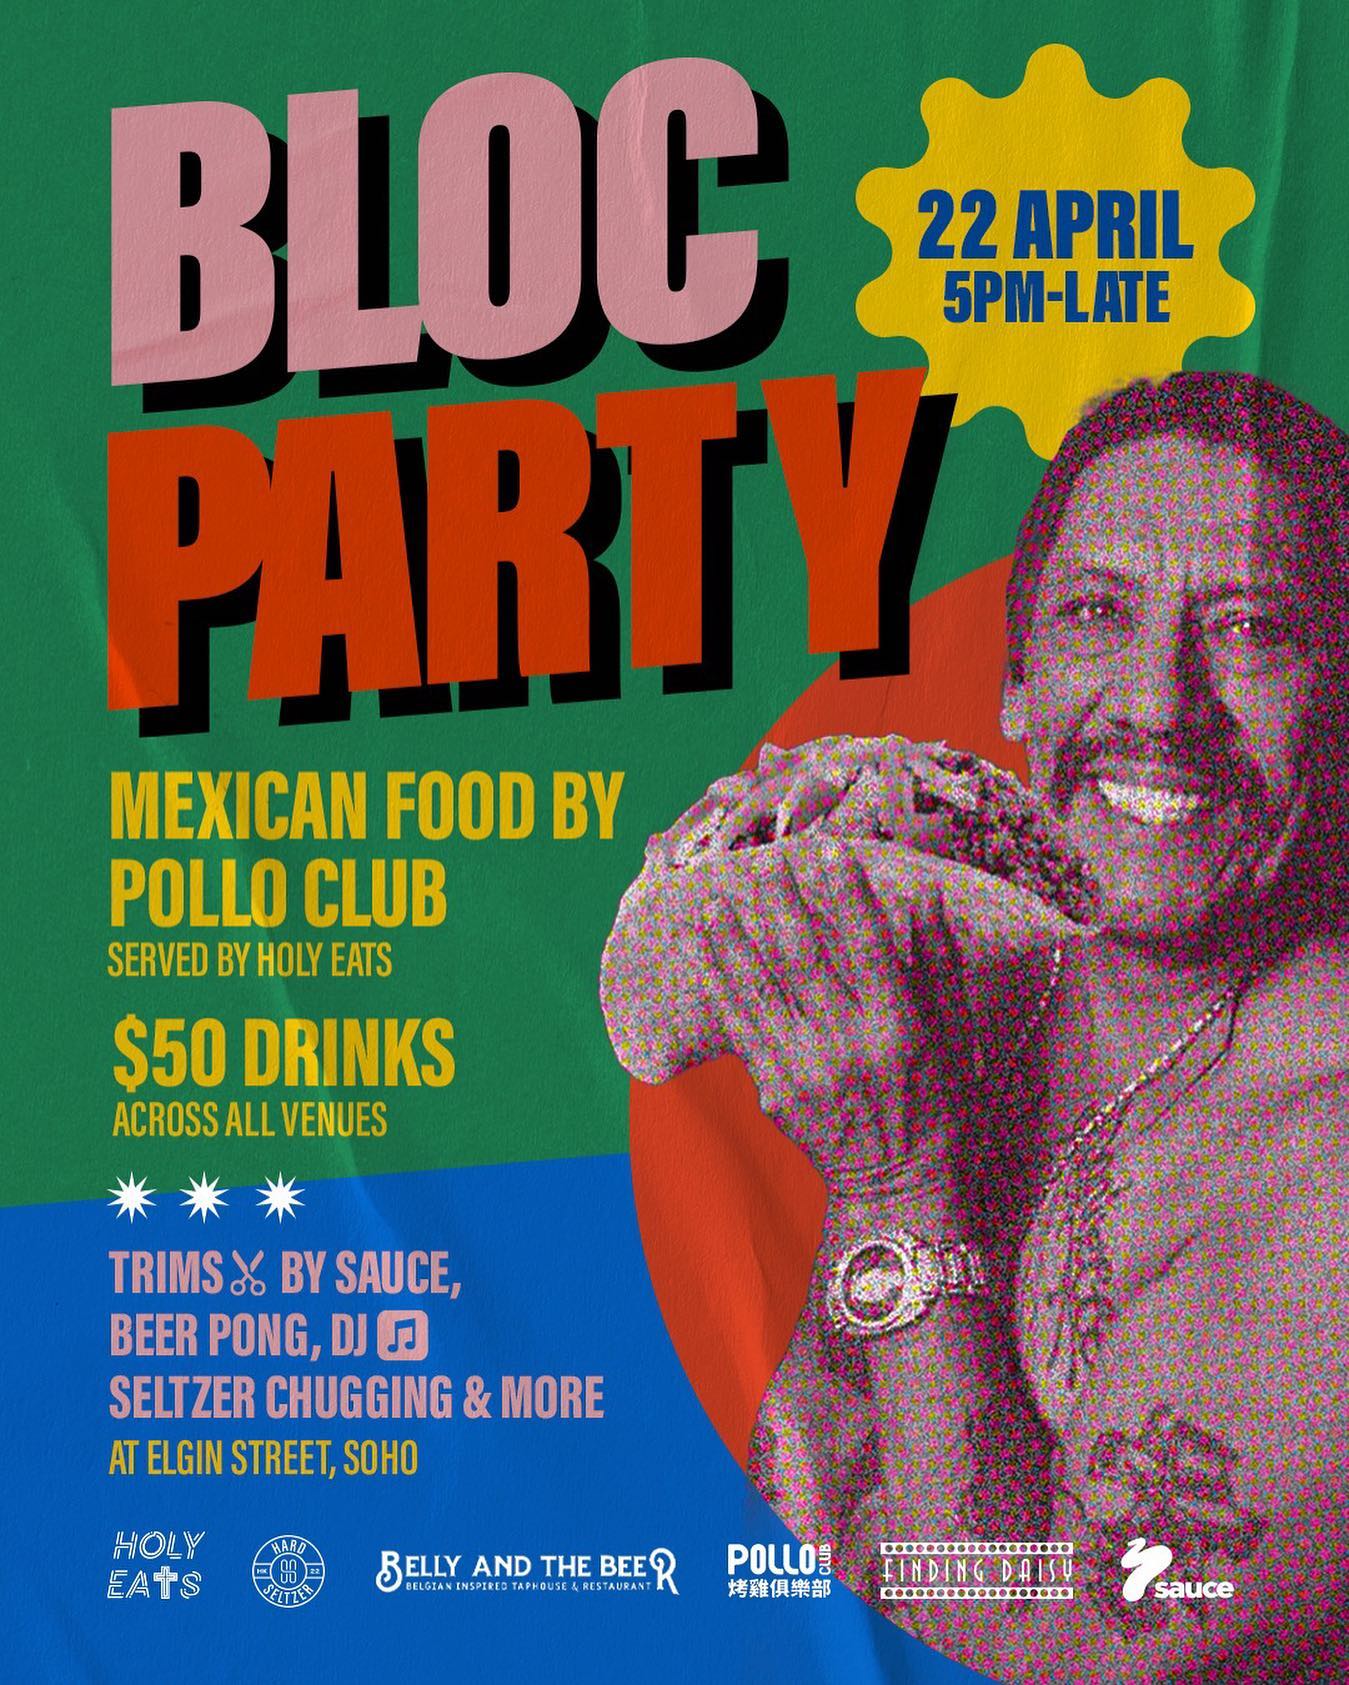 BLOC
PARTY
22 APRIL
5PM-LATE
MEXICAN FOOD BY
POLLO CLUB
SERVED BY HOLY EATS
$50 DRINKS
ACROSS ALL VENUES
TRIMS BY SAUCE,
BEER PONG, DJ
SELTZER CHUGGING & MORE
AT ELGIN STREET, SOHO
HOLY
EATS
HARD
HK 22
SELTZER
BELLY AND THE BEER
BELGIAN INSPIRED TAPHOUSE & RESTAURANT
POLLO CLUB
烤雞俱樂部
FINDING DAISY
sauce